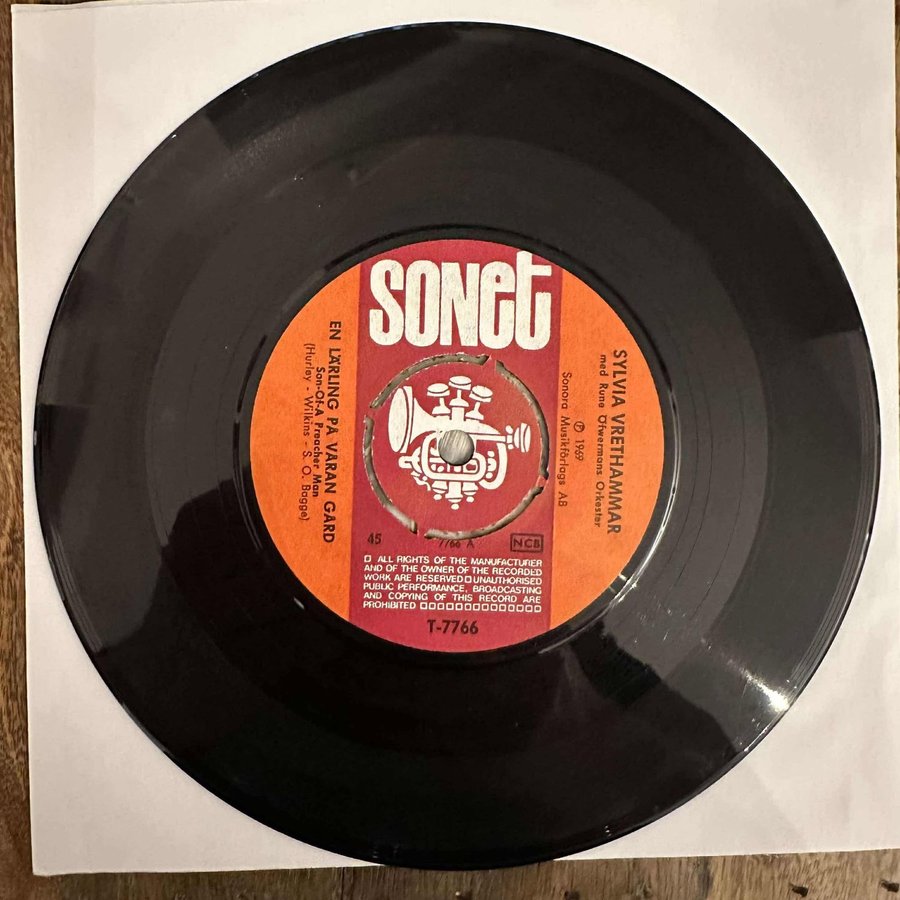 SONET
EN LÄRLING PÅ VÅRAN GÅRD
Son-Of-A Preacher Man
(Hurley - Wilkins - S. O. Bagge)
SYLVIA VRETHAMMAR
med Rune Öfwermans Orkester
℗ 1969
Sonora Musikförlags AB
45
7766 A
NCB
ALL RIGHTS OF THE MANUFACTURER
AND OF THE OWNER OF THE RECORDED
WORK ARE RESERVED UNAUTHORISED
PUBLIC PERFORMANCE, BROADCASTING
AND COPYING OF THIS RECORD ARE
PROHIBITED
T-7766